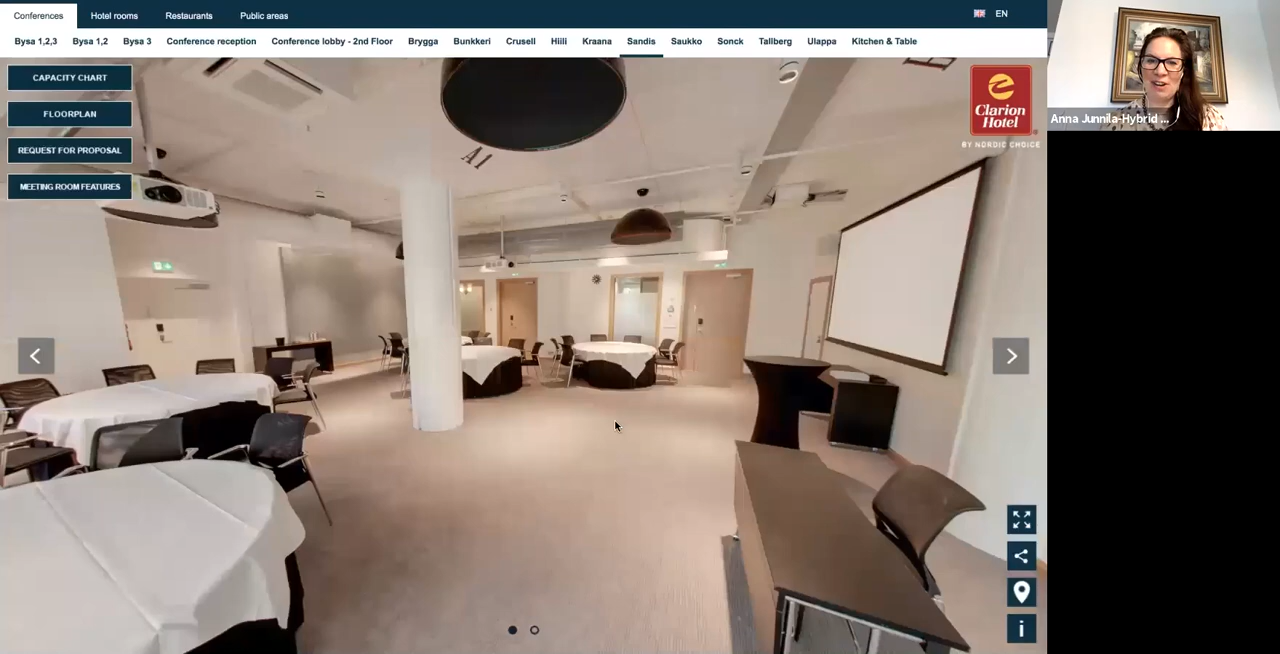 Conferences Hotel rooms Restaurants Public areas EN
Bysa 1,2,3 Bysa 1,2 Bysa 3 Conference reception Conference lobby - 2nd Floor Brygga Bunkkeri Crusell Hiili Kraana Sandis Saukko Sonck Tallberg Ulappa Kitchen & Table
CAPACITY CHART
FLOORPLAN
REQUEST FOR PROPOSAL
MEETING ROOM FEATURES
Clarion
Hotel
BY NORDIC CHOICE
Anna Junnila-Hybrid ...